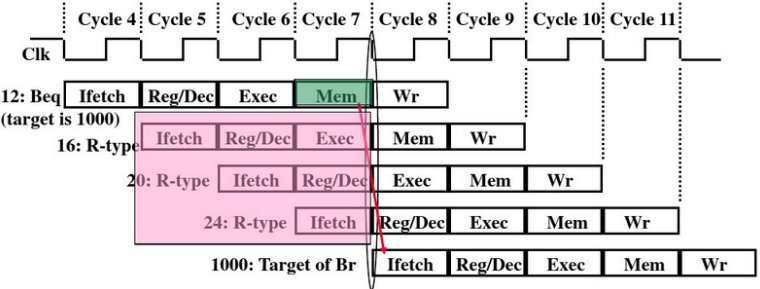 Cycle 4 Cycle 5 Cycle 6 Cycle 7 Cycle 8 Cycle 9 Cycle 10 Cycle 11
Clk
12: Beq Ifetch Reg/Dec Exec Mem Wr
(target is 1000)
16: R-type Ifetch Reg/Dec Exec Mem Wr
20: R-type Ifetch Reg/Dec Exec Mem Wr
24: R-type Ifetch Reg/Dec Exec Mem Wr
1000: Target of Br Ifetch Reg/Dec Exec Mem Wr